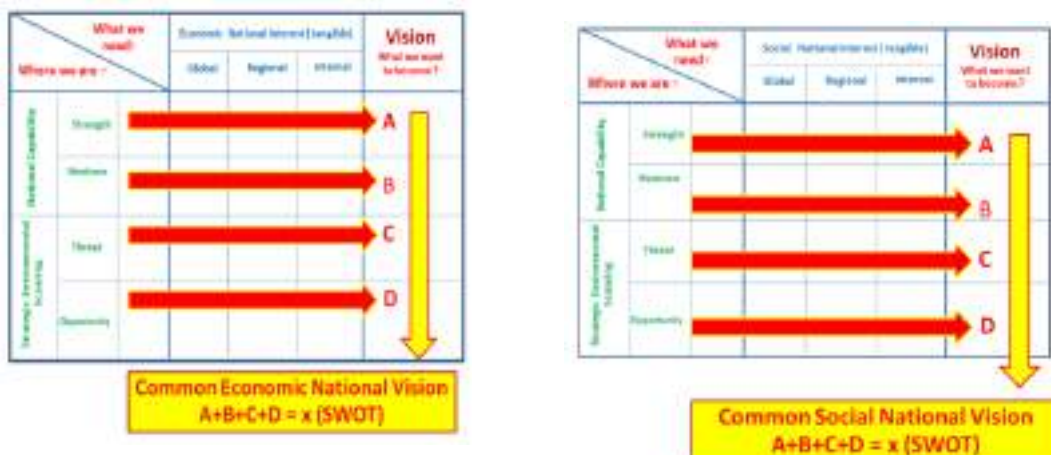 What we
need-
Where we are -
Economic National Interest (tangible)
Global Regional Internal
Vision
What we want
to become?
National Capability
Strength
Weakness
Threat
Opportunity
A
B
C
D
Common Economic National Vision
A+B+C+D = x (SWOT)
What we
need-
Where we are -
Social National Interest (tangible)
Global Regional Internal
Vision
What we want
to become?
National Capability
Strength
Weakness
Strategic Environmental
Scanning
Threat
Opportunity
A
B
C
D
Common Social National Vision
A+B+C+D = x (SWOT)